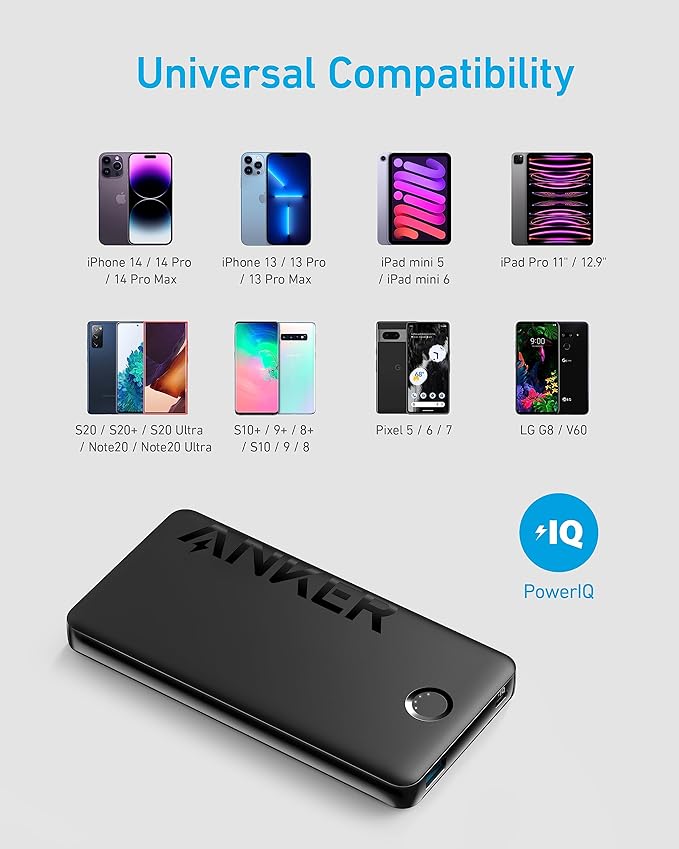 Universal Compatibility
iPhone 14 / 14 Pro
/ 14 Pro Max
iPhone 13 / 13 Pro
/ 13 Pro Max
iPad mini 5
/ iPad mini 6
iPad Pro 11" / 12.9"
9:00
S20 / S20+ / S20 Ultra
/ Note20 / Note20 Ultra
S10+ / 9+ / 8+
/ S10 / 9 / 8
Pixel 5 / 6 / 7
LG G8 / V60
ANKER
IQ
PowerIQ